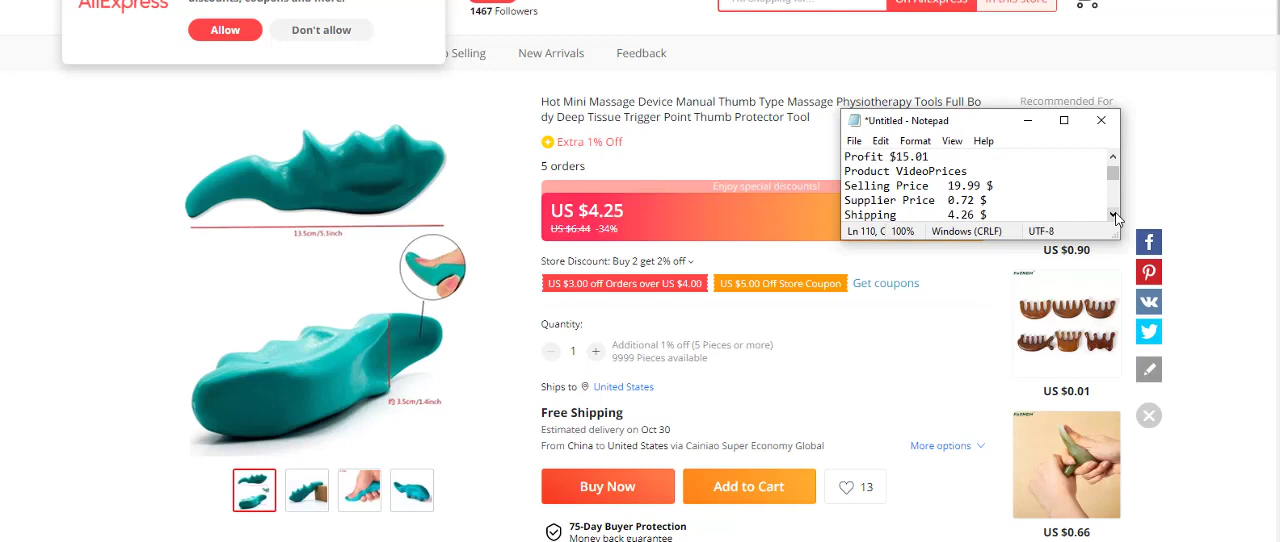 AliExpress
discounts, coupons and more!
Allow
Don't allow
1467 Followers
On AliExpress
In this store
Selling
New Arrivals
Feedback
Hot Mini Massage Device Manual Thumb Type Massage Physiotherapy Tools Full Bo
dy Deep Tissue Trigger Point Thumb Protector Tool
Extra 1% Off
5 orders
Enjoy special discounts!
US $4.25
US $6.44 -34%
Store Discount: Buy 2 get 2% off
US $3.00 off Orders over US $4.00
US $5.00 Off Store Coupon
Get coupons
Quantity:
1
Additional 1% off (5 Pieces or more)
9999 Pieces available
Ships to
United States
Free Shipping
Estimated delivery on Oct 30
From China to United States via Cainiao Super Economy Global
More options
Buy Now
Add to Cart
13
75-Day Buyer Protection
Money back guarantee
13.5cm/5.3inch
3.5cm/1.4inch
Recommended For
*Untitled - Notepad
File Edit Format View Help
Profit $15.01
Product VideoPrices
Selling Price 19.99 $
Supplier Price 0.72 $
Shipping 4.26 $
Ln 110, C 100% Windows (CRLF) UTF-8
US $0.90
US $0.01
US $0.66